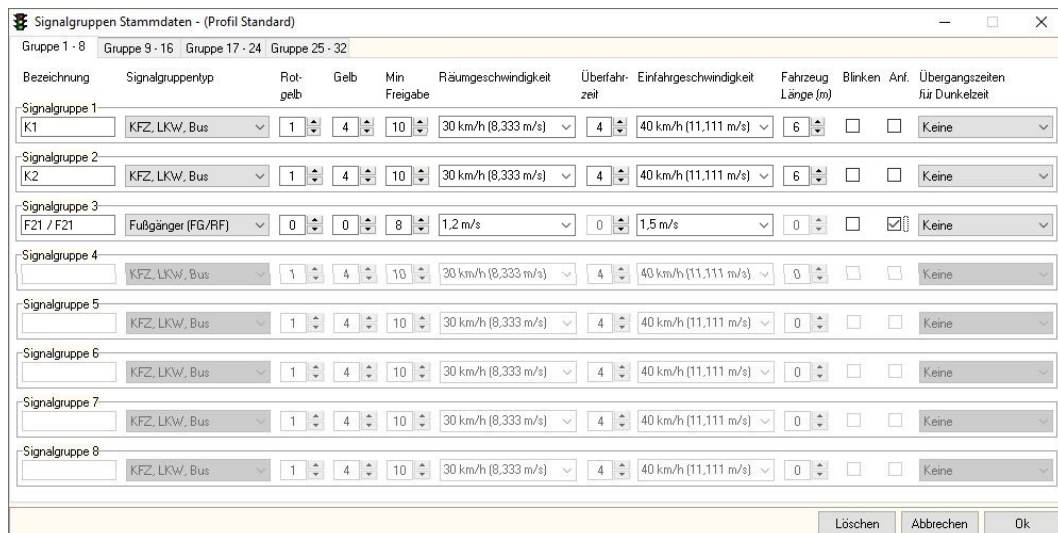 Signalgruppen Stammdaten - (Profil Standard)
Gruppe 1 - 8 Gruppe 9 - 16 Gruppe 17 - 24 Gruppe 25 - 32
Bezeichnung Signalgruppentyp Rot- Gelb Min Räumgeschwindigkeit Überfahr- Einfahrgeschwindigkeit Fahrzeug Blinken Anf. Übergangszeiten
gelb Freigabe zeit Länge (m) für Dunkelzeit
Signalgruppe 1
K1 KFZ, LKW, Bus 1 4 10 30 km/h (8,333 m/s) 4 40 km/h (11,111 m/s) 6 Keine
Signalgruppe 2
K2 KFZ, LKW, Bus 1 4 10 30 km/h (8,333 m/s) 4 40 km/h (11,111 m/s) 6 Keine
Signalgruppe 3
F21 / F21 Fußgänger (FG/RF) 0 0 8 1,2 m/s 0 1,5 m/s 0 Keine
Signalgruppe 4
KFZ, LKW, Bus 1 4 10 30 km/h (8,333 m/s) 4 40 km/h (11,111 m/s) 0 Keine
Signalgruppe 5
KFZ, LKW, Bus 1 4 10 30 km/h (8,333 m/s) 4 40 km/h (11,111 m/s) 0 Keine
Signalgruppe 6
KFZ, LKW, Bus 1 4 10 30 km/h (8,333 m/s) 4 40 km/h (11,111 m/s) 0 Keine
Signalgruppe 7
KFZ, LKW, Bus 1 4 10 30 km/h (8,333 m/s) 4 40 km/h (11,111 m/s) 0 Keine
Signalgruppe 8
KFZ, LKW, Bus 1 4 10 30 km/h (8,333 m/s) 4 40 km/h (11,111 m/s) 0 Keine
Löschen Abbrechen Ok